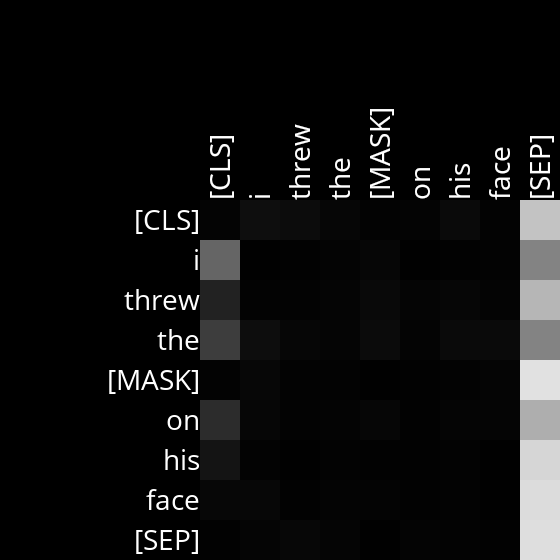 [CLS] i threw the [MASK] on his face [SEP]
[CLS]
i
threw
the
[MASK]
on
his
face
[SEP]